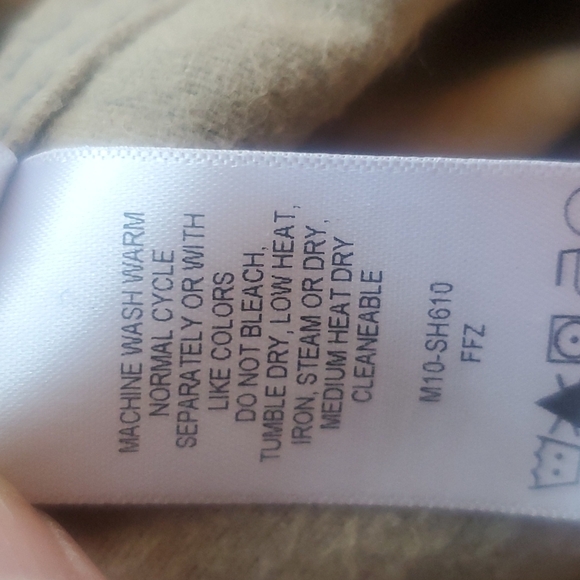 MACHINE WASH WARM
NORMAL CYCLE
SEPARATELY OR WITH
LIKE COLORS
DO NOT BLEACH,
TUMBLE DRY, LOW HEAT,
IRON, STEAM OR DRY,
MEDIUM HEAT DRY
CLEANEABLE
M10-SH610
FFZ